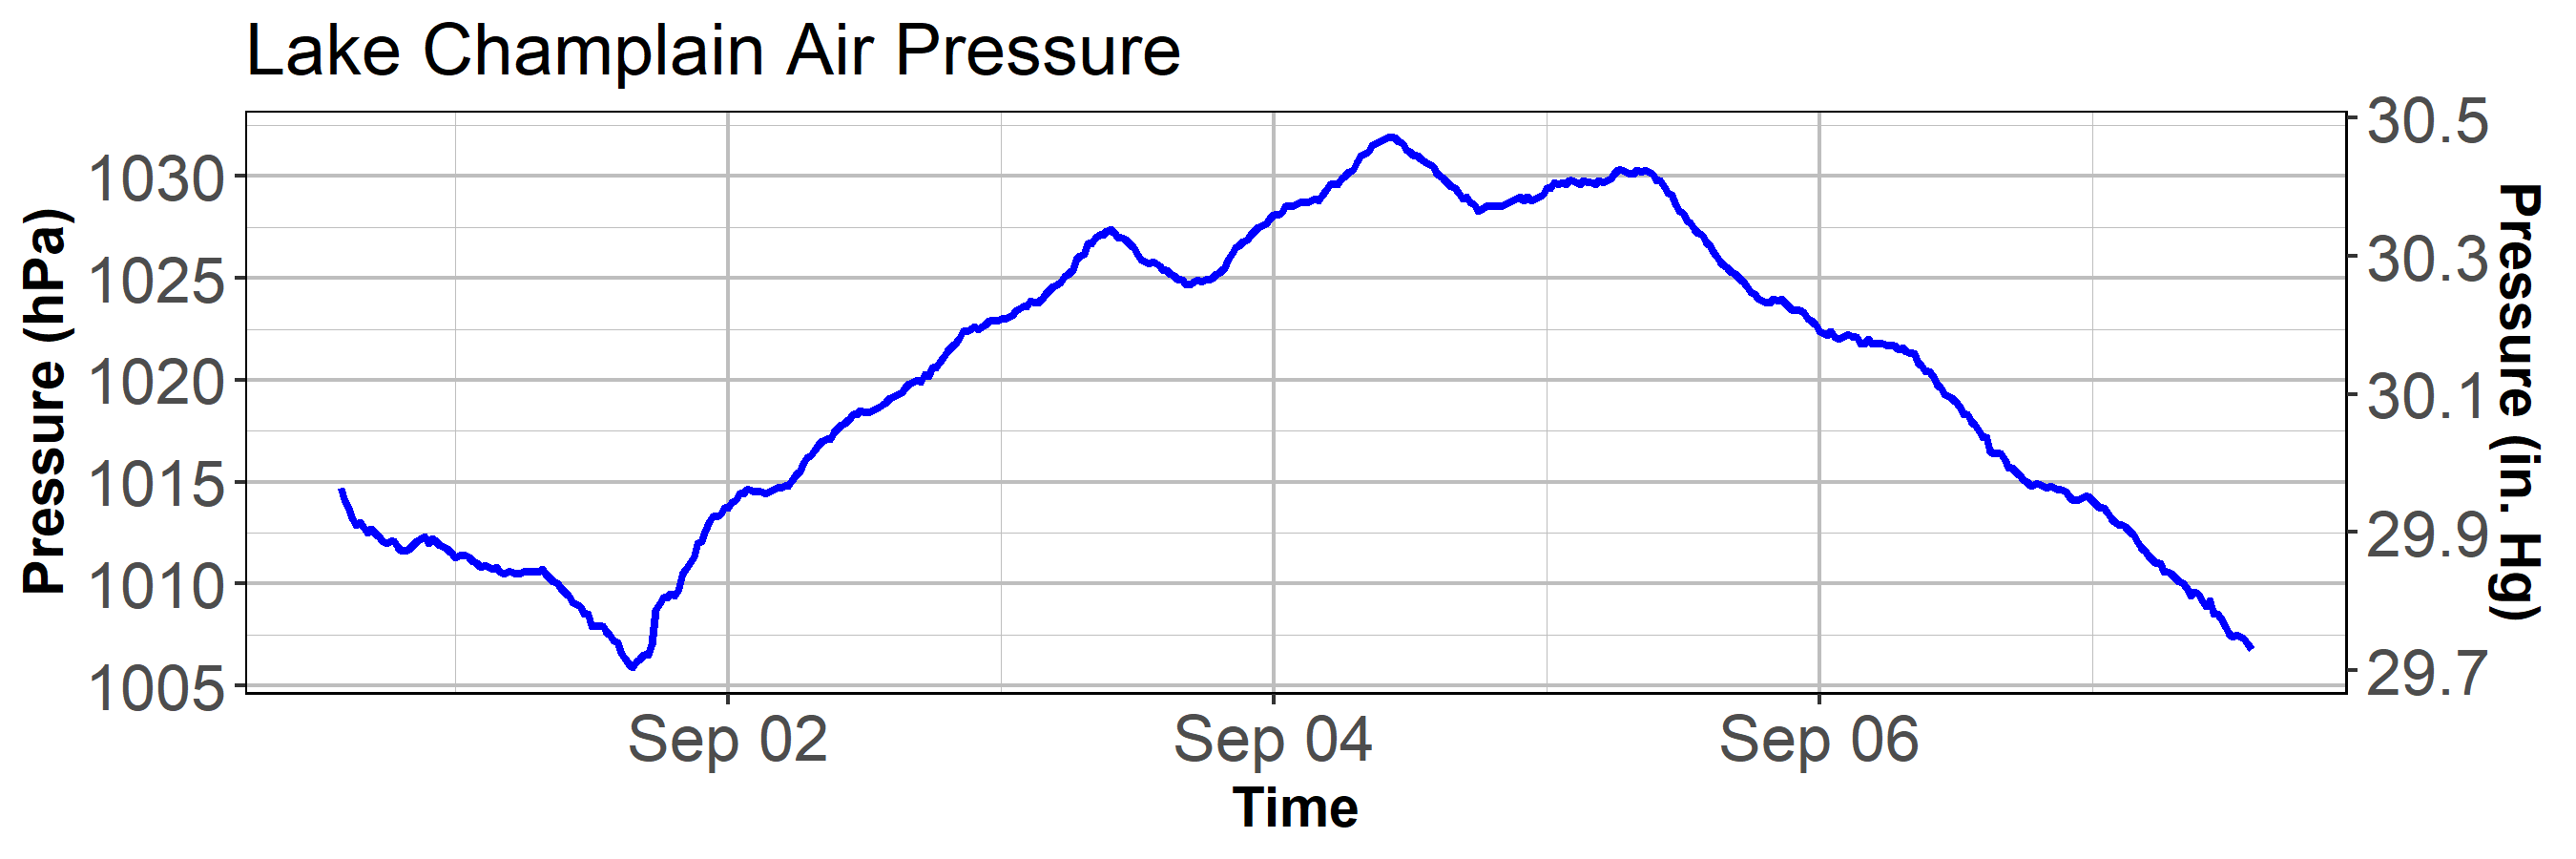 Lake Champlain Air Pressure
Pressure (hPa)
1030
1025
1020
1015
1010
1005
30.5
30.3
30.1
29.9
29.7
Pressure (in. Hg)
Sep 02 Sep 04 Sep 06
Time